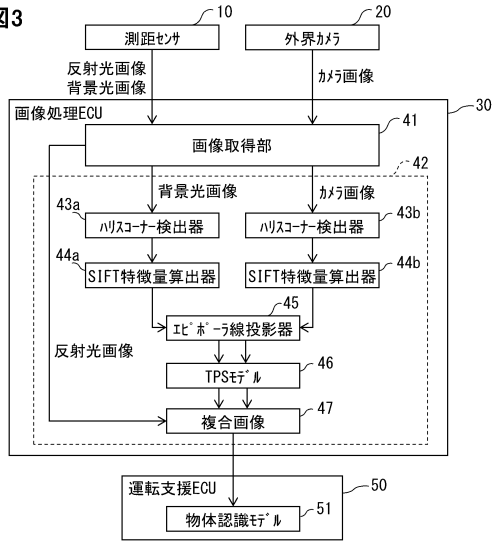 図3
10
20
測距ｾﾝｻ
外界ｶﾒﾗ
反射光画像
背景光画像
ｶﾒﾗ画像
30
画像処理ECU
41
画像取得部
42
背景光画像
ｶﾒﾗ画像
43a
43b
ﾊﾘｽｺｰﾅｰ検出器
ﾊﾘｽｺｰﾅｰ検出器
44a
44b
SIFT特徴量算出器
SIFT特徴量算出器
45
ｴﾋﾟﾎﾟｰﾗ線投影器
反射光画像
46
TPSﾓﾃﾞﾙ
47
複合画像
運転支援ECU
50
51
物体認識ﾓﾃﾞﾙ